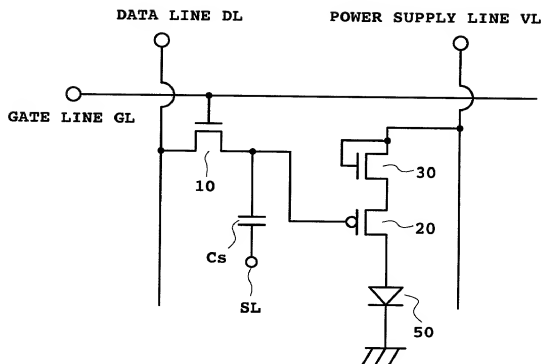 DATA LINE DL
POWER SUPPLY LINE VL
GATE LINE GL
10
30
20
Cs
SL
50